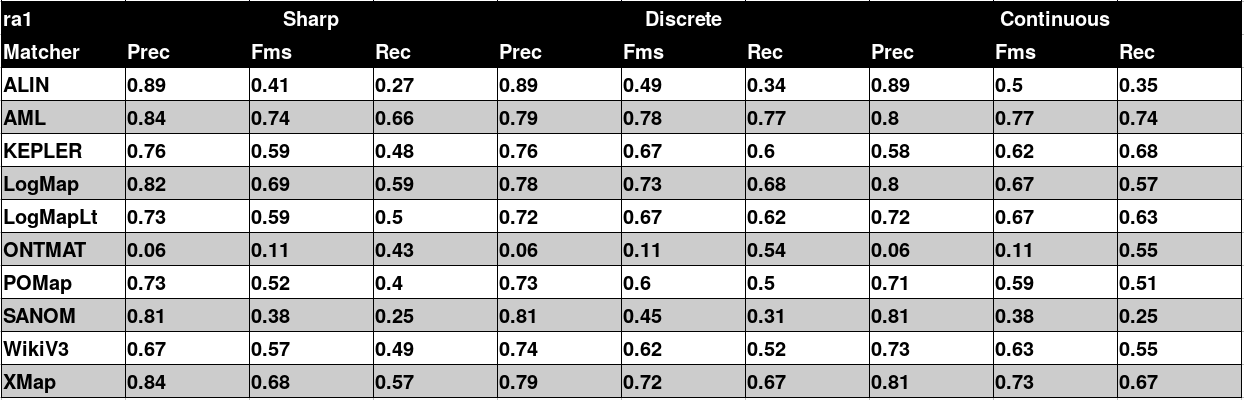 ra1 Sharp Discrete Continuous
Matcher Prec Fms Rec Prec Fms Rec Prec Fms Rec
ALIN 0.89 0.41 0.27 0.89 0.49 0.34 0.89 0.5 0.35
AML 0.84 0.74 0.66 0.79 0.78 0.77 0.8 0.77 0.74
KEPLER 0.76 0.59 0.48 0.76 0.67 0.6 0.58 0.62 0.68
LogMap 0.82 0.69 0.59 0.78 0.73 0.68 0.8 0.67 0.57
LogMapLt 0.73 0.59 0.5 0.72 0.67 0.62 0.72 0.67 0.63
ONTMAT 0.06 0.11 0.43 0.06 0.11 0.54 0.06 0.11 0.55
POMap 0.73 0.52 0.4 0.73 0.6 0.5 0.71 0.59 0.51
SANOM 0.81 0.38 0.25 0.81 0.45 0.31 0.81 0.38 0.25
WikiV3 0.67 0.57 0.49 0.74 0.62 0.52 0.73 0.63 0.55
XMap 0.84 0.68 0.57 0.79 0.72 0.67 0.81 0.73 0.67